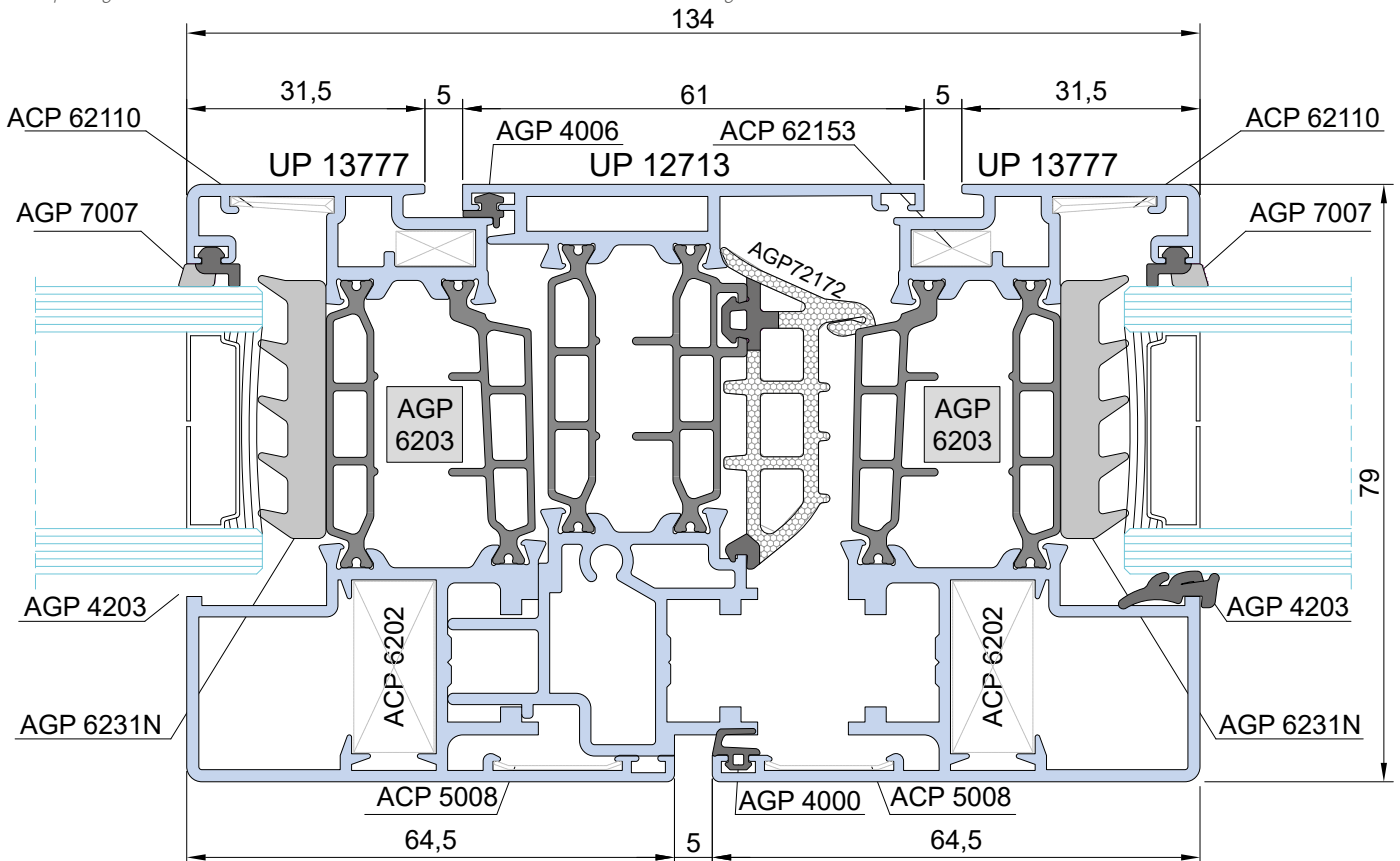 134
31,5
5
61
5
31,5
ACP 62110
AGP 4006
ACP 62153
ACP 62110
UP 13777
UP 12713
UP 13777
AGP 7007
AGP 7007
AGP72172
AGP
6203
AGP
6203
79
AGP 4203
AGP 4203
ACP 6202
ACP 6202
AGP 6231N
AGP 6231N
ACP 5008
AGP 4000
ACP 5008
64,5
5
64,5